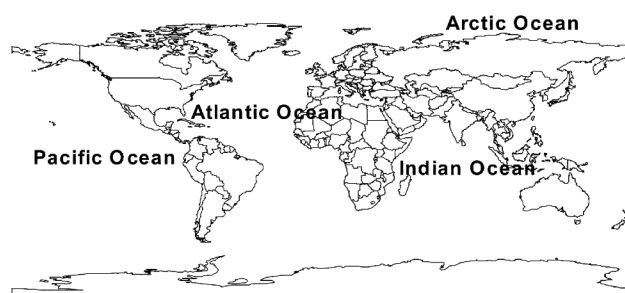 Arctic Ocean
Atlantic Ocean
Pacific Ocean
Indian Ocean